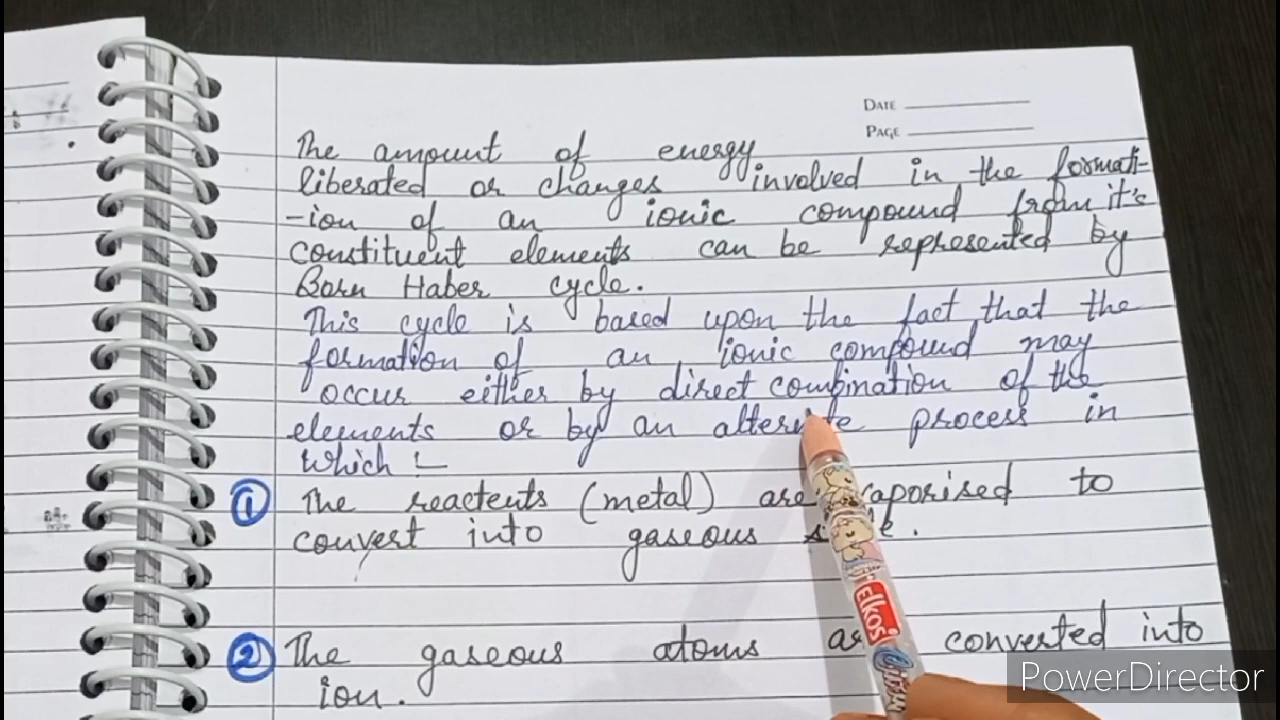 DATE
PAGE
The amount of energy
liberated or changes involved in the formati-
-ion of an ionic compound from it's
constituent elements can be represented by
Born Haber cycle.
This cycle is based upon the fact that the
formation of an ionic compound may
occur either by direct combination of the
elements or by an alternate process in
which :-
① The reactents (metal) are vaporised to
convert into gaseous state.
② The gaseous atoms are converted into
ion.
elkos
PowerDirector